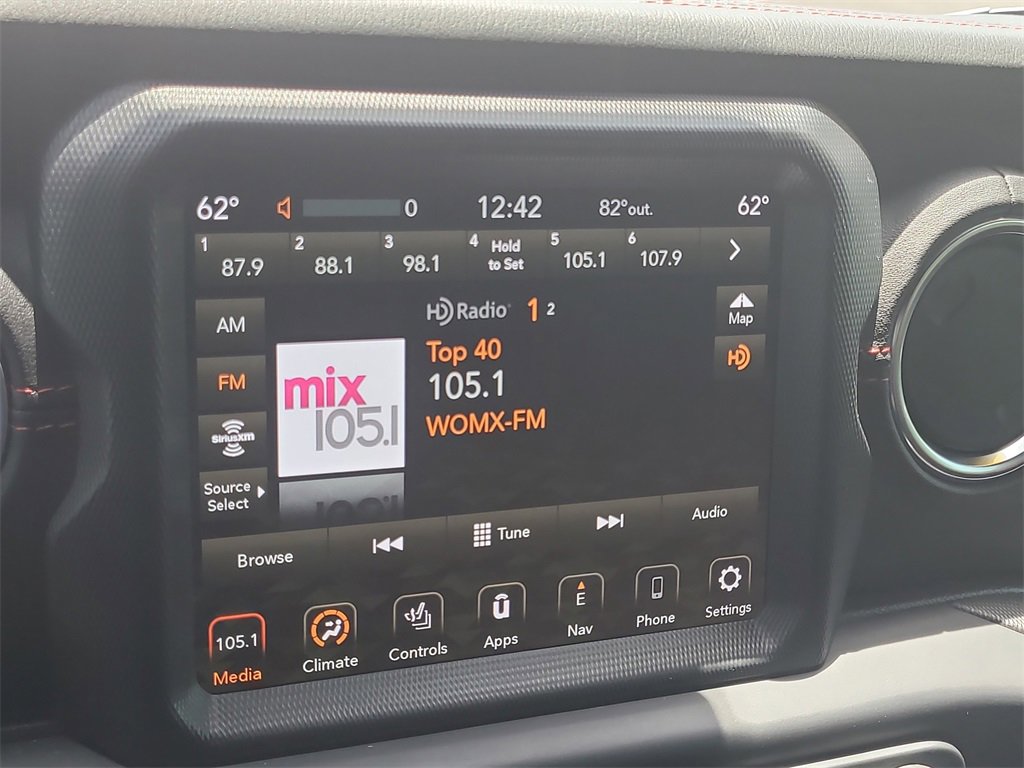 62° 0 12:42 82°out. 62°
1 2 3 4 Hold 5 6
87.9 88.1 98.1 to Set 105.1 107.9
AM
FM
SiriusXM
Source
Select
mix
105.1
HD Radio 1 2
Top 40
105.1
WOMX-FM
Map
HD
Browse Tune Audio
105.1 E
Media Climate Controls Apps Nav Phone Settings